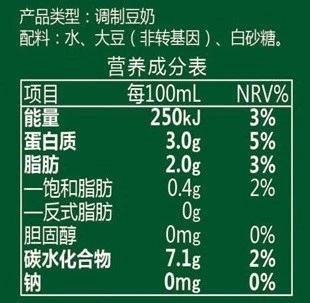 产品类型：调制豆奶
配料：水、大豆（非转基因）、白砂糖。
营养成分表
项目 每100mL NRV%
能量 250kJ 3%
蛋白质 3.0g 5%
脂肪 2.0g 3%
—饱和脂肪 0.4g 2%
—反式脂肪 0g
胆固醇 0mg 0%
碳水化合物 7.1g 2%
钠 0mg 0%